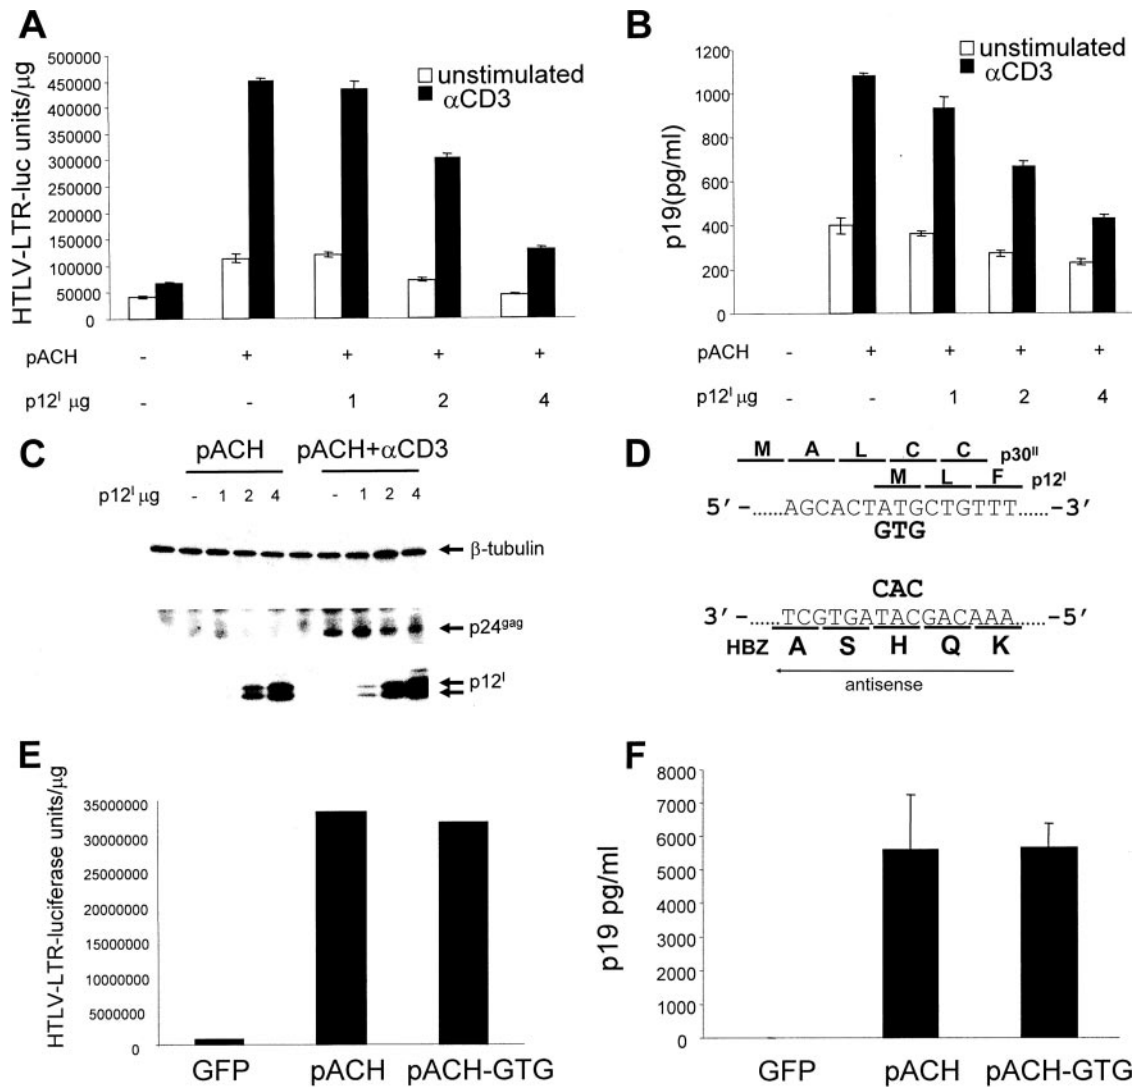 A
HTLV-LTR-luc units/µg
500000
450000
400000
350000
300000
250000
200000
150000
100000
50000
0
unstimulated
αCD3
pACH - + + + +
p12ᴵ µg - - 1 2 4
B
p19(pg/ml)
1200
1000
800
600
400
200
0
unstimulated
αCD3
pACH - + + + +
p12ᴵ µg - - 1 2 4
C
pACH pACH+αCD3
p12ᴵ µg - 1 2 4 - 1 2 4
β-tubulin
p24ᵍᵃᵍ
p12ᴵ
D
M A L C C p30ᴵᴵ
M L F p12ᴵ
5' -......AGCACTATGCTGTTT......-3'
GTG
CAC
3' -......TCGTGATACGACAAA......-5'
HBZ A S H Q K
antisense
E
HTLV-LTR-luciferase units/µg
35000000
30000000
25000000
20000000
15000000
10000000
5000000
0
GFP pACH pACH-GTG
F
p19 pg/ml
8000
7000
6000
5000
4000
3000
2000
1000
0
GFP pACH pACH-GTG